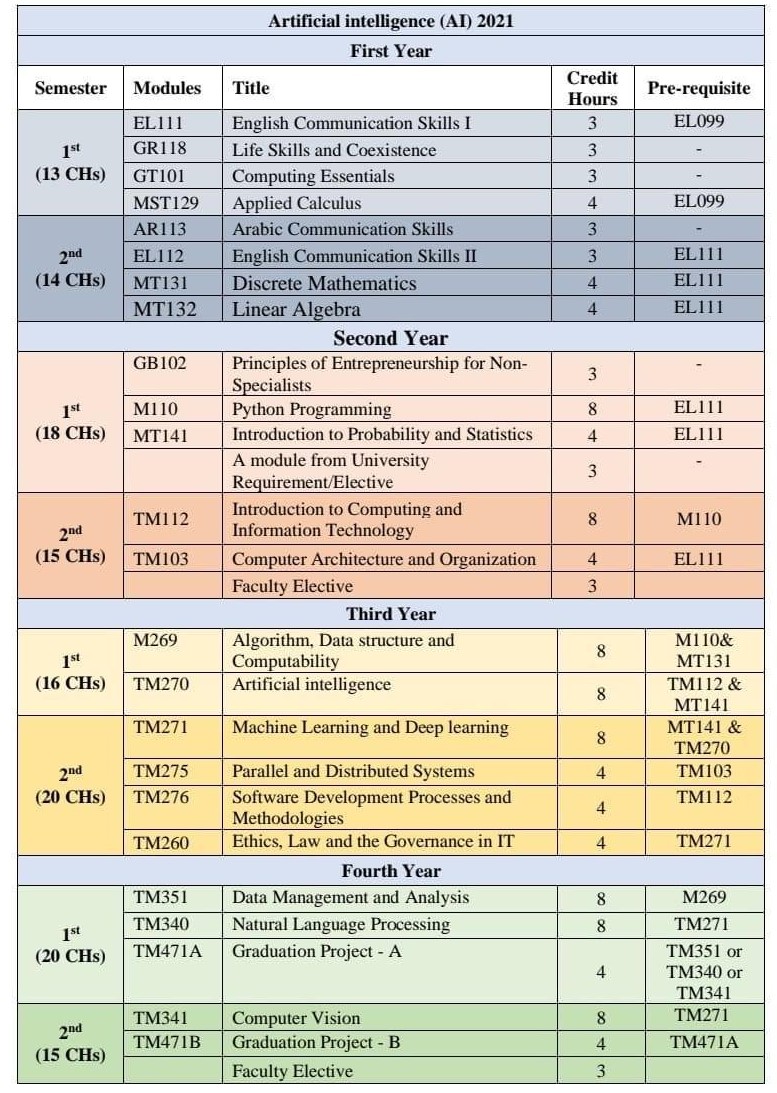 Artificial intelligence (AI) 2021
First Year
Semester Modules Title Credit Hours Pre-requisite
1st (13 CHs)
EL111 English Communication Skills I 3 EL099
GR118 Life Skills and Coexistence 3 -
GT101 Computing Essentials 3 -
MST129 Applied Calculus 4 EL099
2nd (14 CHs)
AR113 Arabic Communication Skills 3 -
EL112 English Communication Skills II 3 EL111
MT131 Discrete Mathematics 4 EL111
MT132 Linear Algebra 4 EL111
Second Year
1st (18 CHs)
GB102 Principles of Entrepreneurship for Non-
Specialists 3 -
M110 Python Programming 8 EL111
MT141 Introduction to Probability and Statistics 4 EL111
A module from University
Requirement/Elective 3 -
2nd (15 CHs)
TM112 Introduction to Computing and
Information Technology 8 M110
TM103 Computer Architecture and Organization 4 EL111
Faculty Elective 3
Third Year
1st (16 CHs)
M269 Algorithm, Data structure and
Computability 8 M110& MT131
TM270 Artificial intelligence 8 TM112 & MT141
2nd (20 CHs)
TM271 Machine Learning and Deep learning 8 MT141 & TM270
TM275 Parallel and Distributed Systems 4 TM103
TM276 Software Development Processes and
Methodologies 4 TM112
TM260 Ethics, Law and the Governance in IT 4 TM271
Fourth Year
1st (20 CHs)
TM351 Data Management and Analysis 8 M269
TM340 Natural Language Processing 8 TM271
TM471A Graduation Project - A 4 TM351 or TM340 or TM341
2nd (15 CHs)
TM341 Computer Vision 8 TM271
TM471B Graduation Project - B 4 TM471A
Faculty Elective 3